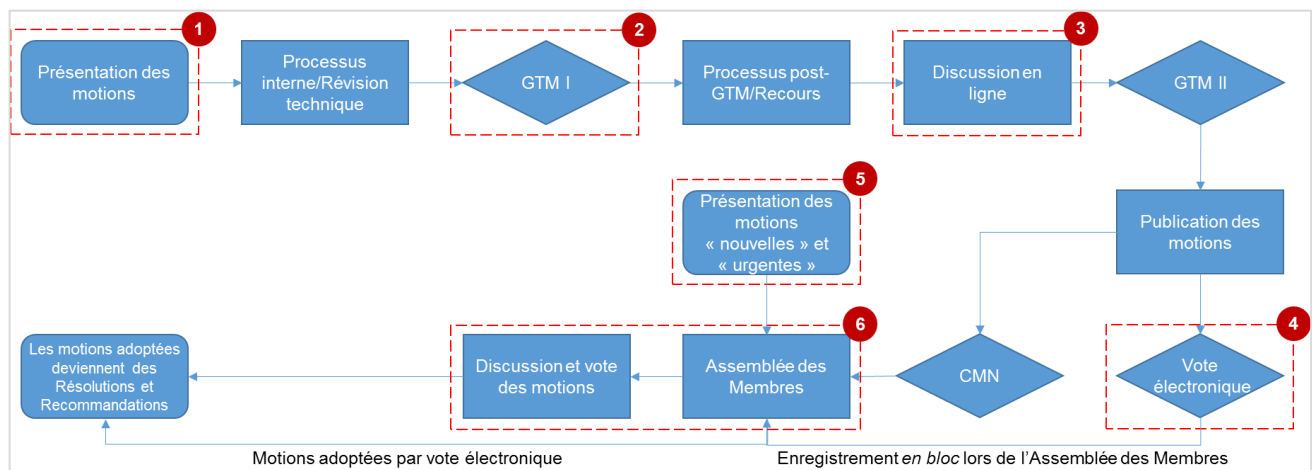 1
Présentation des
motions
Processus
interne/Révision
technique
2
GTM I
Processus post-
GTM/Recours
3
Discussion en
ligne
GTM II
5
Présentation des
motions
« nouvelles » et
« urgentes »
Publication des
motions
Les motions adoptées
deviennent des
Résolutions et
Recommandations
6
Discussion et vote
des motions
Assemblée des
Membres
CMN
4
Vote
électronique
Motions adoptées par vote électronique
Enregistrement en bloc lors de l'Assemblée des Membres